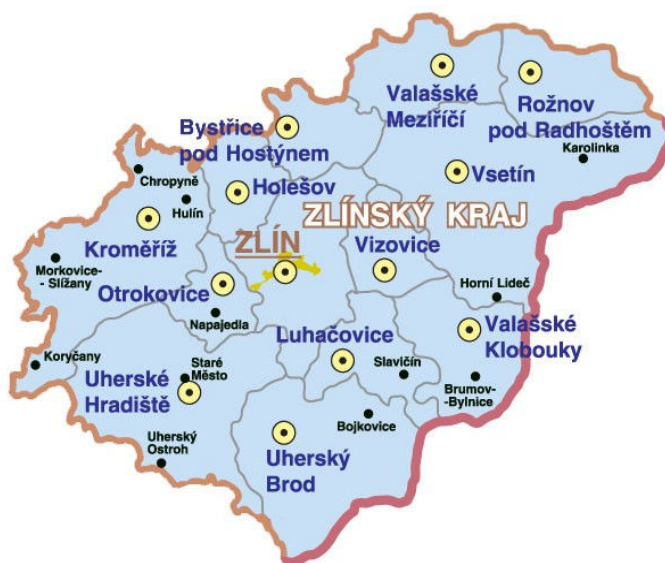 Valašské
Meziříčí
Rožnov
pod Radhoštěm
Karolinka
Bystřice
pod Hostýnem
Chropyně
Holešov
Vsetín
Hulín
ZLÍNSKÝ KRAJ
Kroměříž
ZLÍN
Vizovice
Morkovice-
-Slížany
Otrokovice
Horní Lideč
Napajedla
Luhačovice
Valašské
Klobouky
Koryčany
Staré
Město
Slavičín
Uherské
Hradiště
Brumov-
-Bylnice
Bojkovice
Uherský
Ostroh
Uherský
Brod